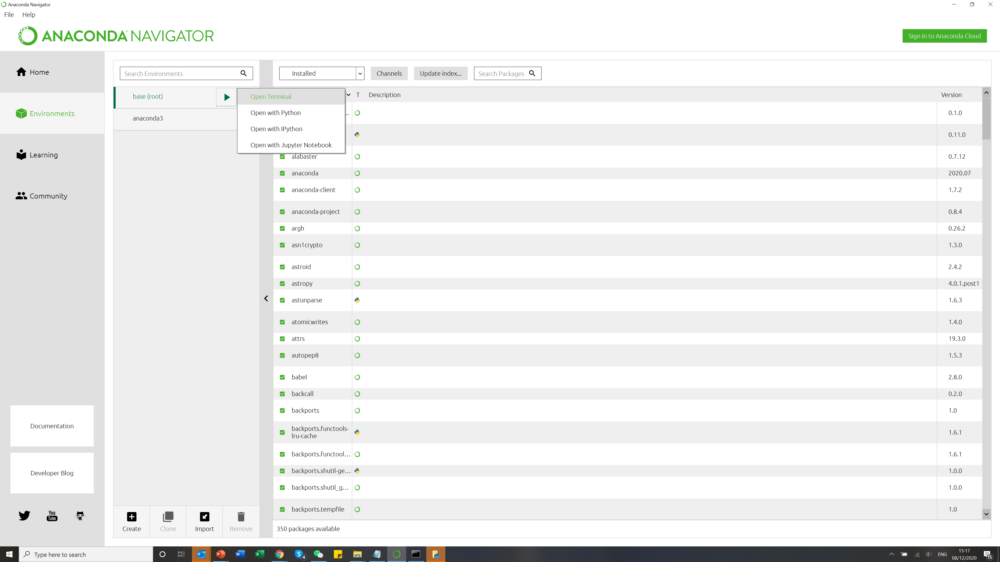 Anaconda Navigator
File Help
ANACONDA NAVIGATOR
Sign in to Anaconda Cloud
Home
Environments
Learning
Community
Documentation
Developer Blog
You
Tube
Search Environments
base (root)
anaconda3
Open Terminal
Open with Python
Open with IPython
Open with Jupyter Notebook
Create Clone Import Remove
Installed Channels Update index... Search Packages
T Description Version
0.1.0
0.11.0
alabaster 0.7.12
anaconda 2020.07
anaconda-client 1.7.2
anaconda-project 0.8.4
argh 0.26.2
asn1crypto 1.3.0
astroid 2.4.2
astropy 4.0.1.post1
astunparse 1.6.3
atomicwrites 1.4.0
attrs 19.3.0
autopep8 1.5.3
babel 2.8.0
backcall 0.2.0
backports 1.0
backports.functools-
lru-cache 1.6.1
backports.functool... 1.6.1
backports.shutil-ge... 1.0.0
backports.shutil_g... 1.0.0
backports.tempfile 1.0
350 packages available
Type here to search
4
ENG
15:17
08/12/2020
15